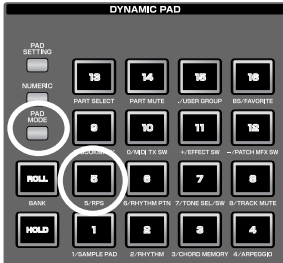 DYNAMIC PAD
PAD
SETTING
13 14 15 16
NUMERIC
PART SELECT PART MUTE ./USER GROUP BS/FAVORITE
PAD
MODE
9 10 11 12
0/MIDI TX SW +/EFFECT SW –/PATCH MFX SW
ROLL 5 6 7 8
BANK 5/RPS 6/RHYTHM PTN 7/TONE SEL/SW 8/TRACK MUTE
HOLD 1 2 3 4
1/SAMPLE PAD 2/RHYTHM 3/CHORD MEMORY 4/ARPEGGIO